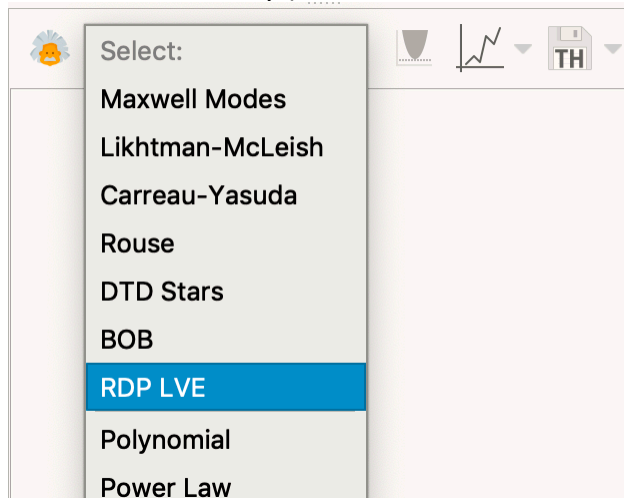 Select:
TH
Maxwell Modes
Likhtman-McLeish
Carreau-Yasuda
Rouse
DTD Stars
BOB
RDP LVE
Polynomial
Power Law